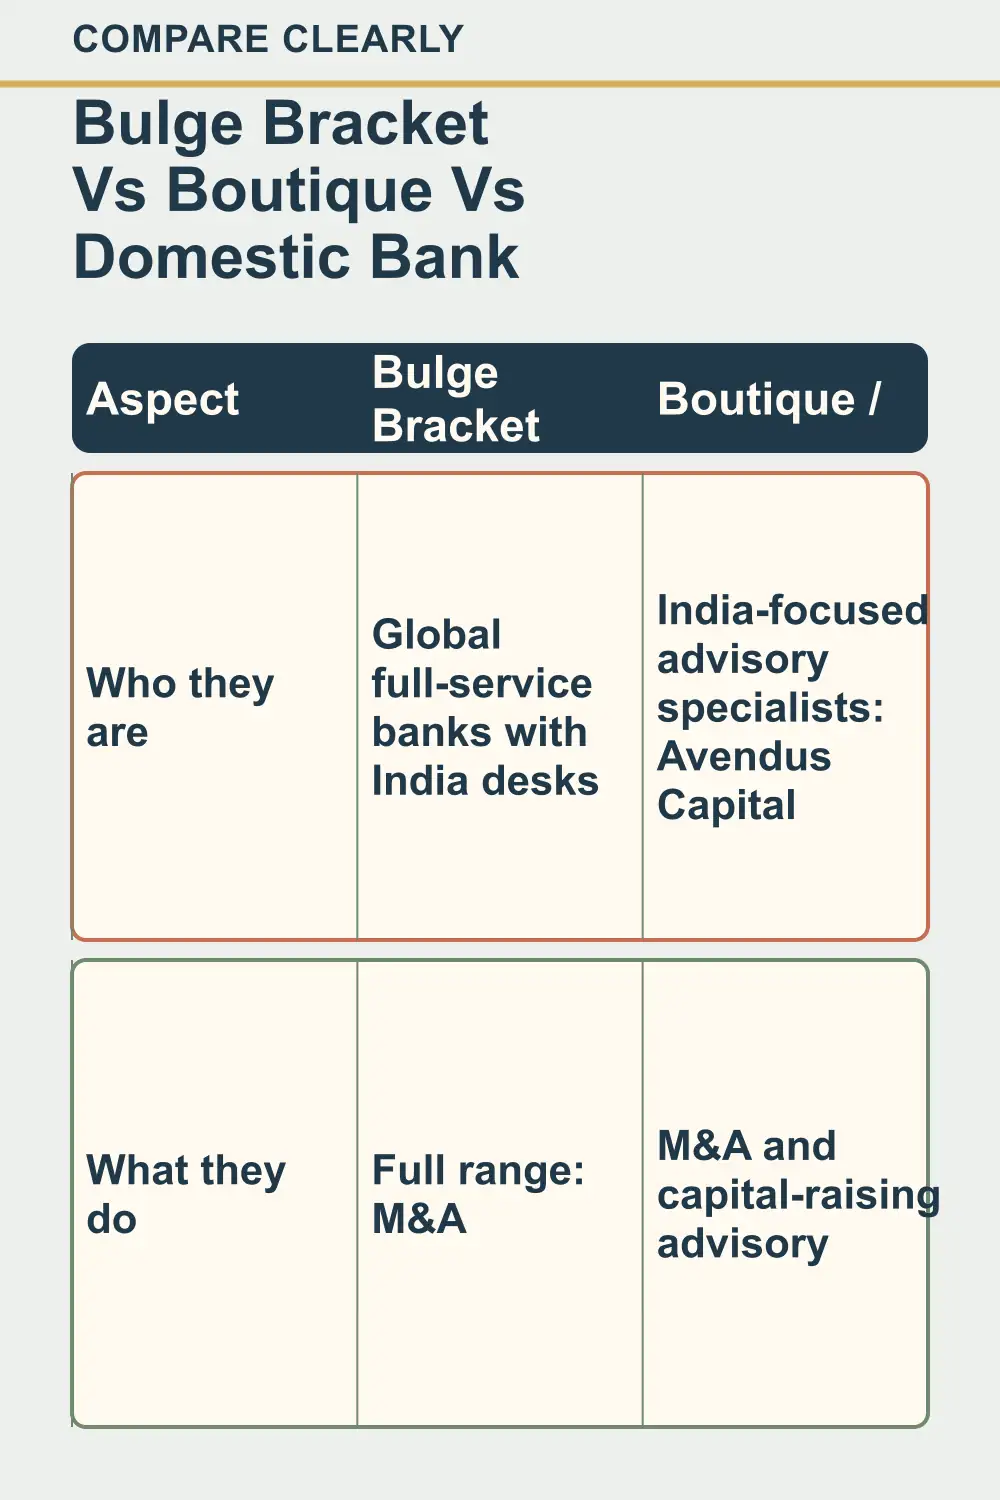 COMPARE CLEARLY
Bulge Bracket
Vs Boutique Vs
Domestic Bank
Aspect
Bulge
Bracket
Boutique /
Who they
are
Global
full-service
banks with
India desks
India-focused
advisory
specialists:
Avendus
Capital
What they
do
Full range:
M&A
M&A and
capital-raising
advisory